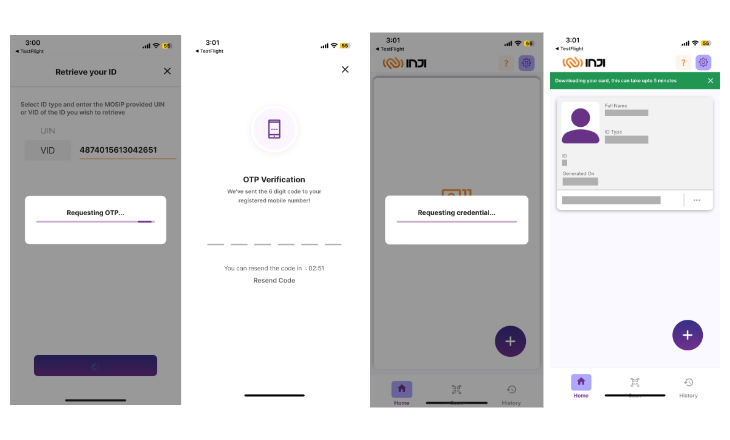 3:00
55
◄ TestFlight
Retrieve your ID
Select ID type and enter the MOSIP provided UIN
or VID of the ID you wish to retrieve
UIN
VID
4874015613042651
Requesting OTP...
3:01
55
◄ TestFlight
OTP Verification
We've sent the 6 digit code to your
registered mobile number!
You can resend the code in : 02:51
Resend Code
3:01
◄ TestFlight
INJI
?
Requesting credential...
+
Home
History
3:01
55
◄ TestFlight
INJI
?
Downloading your card, this can take upto 5 minutes
Full Name
ID Type
ID
Generated On
...
+
Home
History